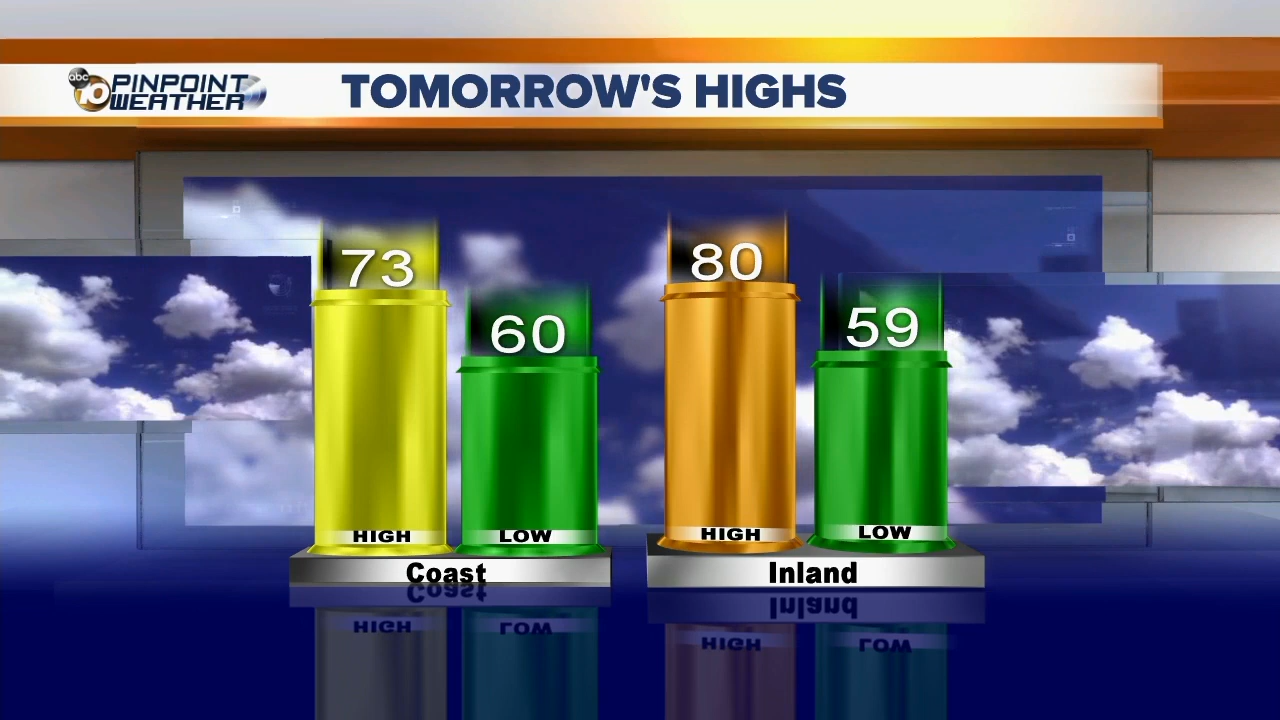 abc 10 PINPOINT WEATHER
TOMORROW'S HIGHS
73
60
80
59
HIGH
LOW
HIGH
LOW
Coast
Inland